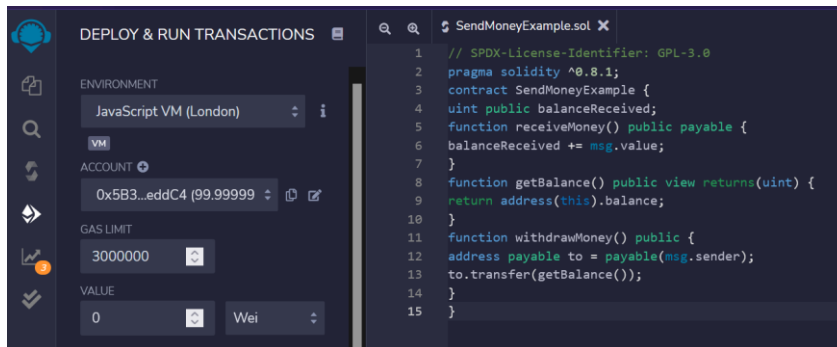 DEPLOY & RUN TRANSACTIONS
ENVIRONMENT
JavaScript VM (London)
i
VM
ACCOUNT
0x5B3...eddC4 (99.99999
GAS LIMIT
3000000
VALUE
0
Wei
3
SendMoneyExample.sol
1 // SPDX-License-Identifier: GPL-3.0
2 pragma solidity ^0.8.1;
3 contract SendMoneyExample {
4 uint public balanceReceived;
5 function receiveMoney() public payable {
6 balanceReceived += msg.value;
7 }
8 function getBalance() public view returns(uint) {
9 return address(this).balance;
10 }
11 function withdrawMoney() public {
12 address payable to = payable(msg.sender);
13 to.transfer(getBalance());
14 }
15 }